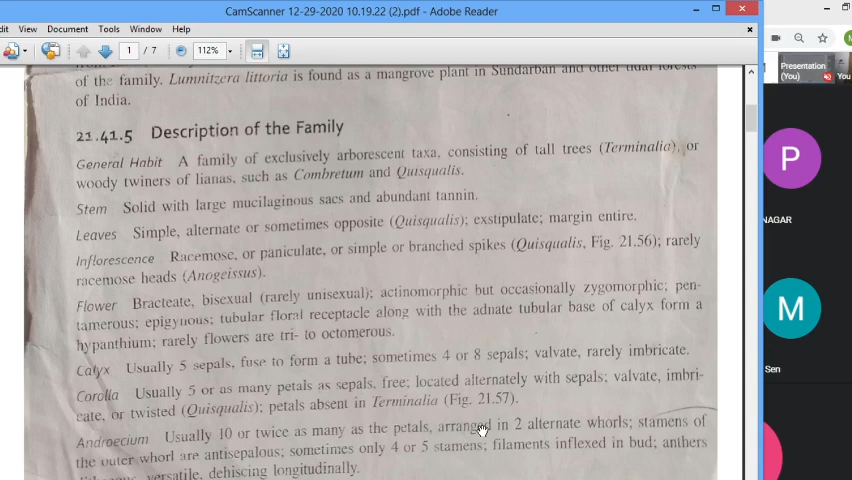 CamScanner 12-29-2020 10.19.22 (2).pdf - Adobe Reader
dit View Document Tools Window Help
1 / 7 112%
of the family. Lumnitzera littoria is found as a mangrove plant in Sundarban and other tidal forests
of India.
21.41.5 Description of the Family
General Habit A family of exclusively arborescent taxa, consisting of tall trees (Terminalia), or
woody twiners of lianas, such as Combretum and Quisqualis.
Stem Solid with large mucilaginous sacs and abundant tannin.
Leaves Simple, alternate or sometimes opposite (Quisqualis); exstipulate; margin entire.
Inflorescence Racemose, or paniculate, or simple or branched spikes (Quisqualis, Fig. 21.56); rarely
racemose heads (Anogeissus).
Flower Bracteate, bisexual (rarely unisexual); actinomorphic but occasionally zygomorphic; pen-
tamerous; epigynous; tubular floral receptacle along with the adnate tubular base of calyx form a
hypanthium; rarely flowers are tri- to octomerous.
Calyx Usually 5 sepals, fuse to form a tube; sometimes 4 or 8 sepals; valvate, rarely imbricate.
Corolla Usually 5 or as many petals as sepals, free; located alternately with sepals; valvate, imbri-
cate, or twisted (Quisqualis); petals absent in Terminalia (Fig. 21.57).
Androecium Usually 10 or twice as many as the petals, arranged in 2 alternate whorls; stamens of
the outer whorl are antisepalous; sometimes only 4 or 5 stamens; filaments inflexed in bud; anthers
versatile, dehiscing longitudinally.
Presentation
(You)
You
P
NAGAR
M
Sen